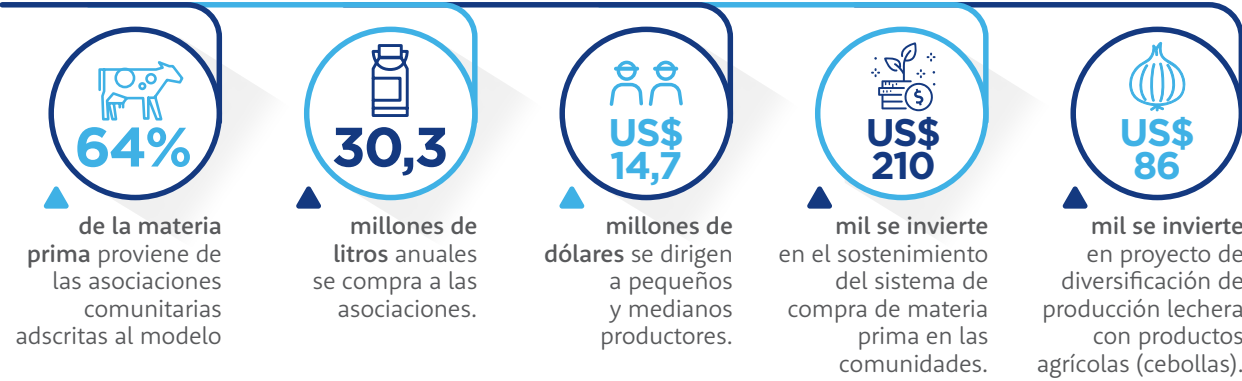 64%
de la materia
prima proviene de
las asociaciones
comunitarias
adscritas al modelo
30,3
millones de
litros anuales
se compra a las
asociaciones.
US$
14,7
millones de
dólares se dirigen
a pequeños
y medianos
productores.
US$
210
mil se invierte
en el sostenimiento
del sistema de
compra de materia
prima en las
comunidades.
US$
86
mil se invierte
en proyecto de
diversificación de
producción lechera
con productos
agrícolas (cebollas).